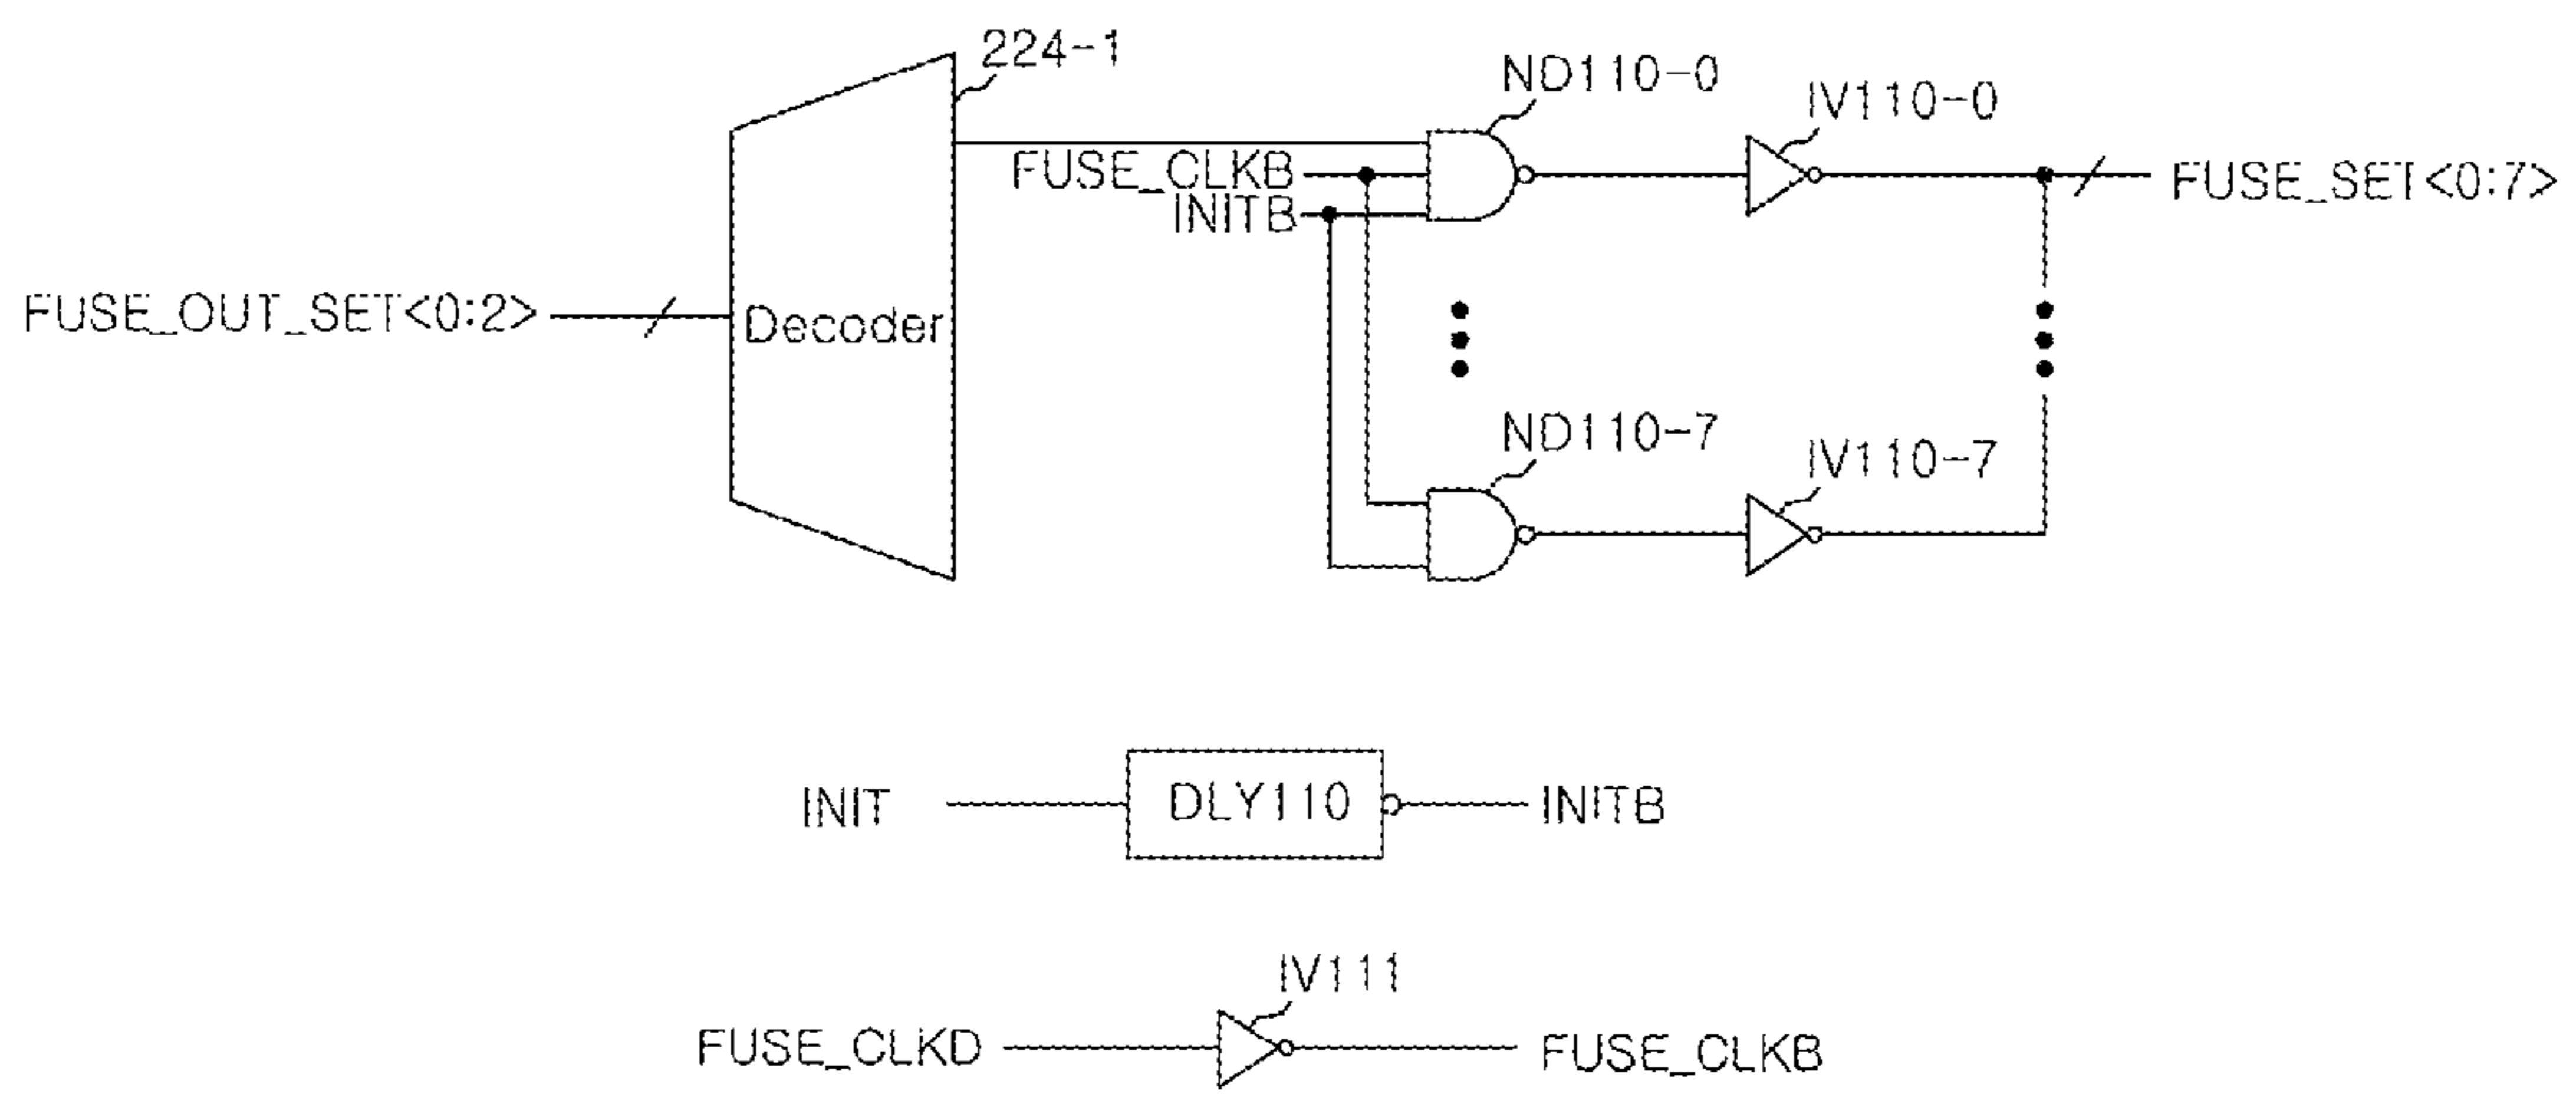 224-1
ND110-0
IV110-0
FUSE_CLKB
INITB
FUSE_SET<0:7>
FUSE_OUT_SET<0:2>
Decoder
ND110-7
IV110-7
INIT
DLY110
INITB
IV111
FUSE_CLKD
FUSE_CLKB